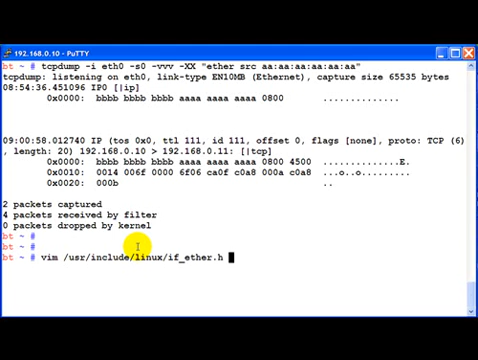 192.168.0.10 - PuTTY
bt ~ # tcpdump -i eth0 -s0 -vvv -XX "ether src aa:aa:aa:aa:aa:aa"
tcpdump: listening on eth0, link-type EN10MB (Ethernet), capture size 65535 bytes
08:54:36.451096 IP0 [|ip]
0x0000: bbbb bbbb bbbb aaaa aaaa aaaa 0800 ..............
09:00:58.012740 IP (tos 0x0, ttl 111, id 111, offset 0, flags [none], proto: TCP (6)
, length: 20) 192.168.0.10 > 192.168.0.11: [|tcp]
0x0000: bbbb bbbb bbbb aaaa aaaa aaaa 0800 4500 ..............E.
0x0010: 0014 006f 0000 6f06 ca0f c0a8 000a c0a8 ...o..o.........
0x0020: 000b ..
2 packets captured
4 packets received by filter
0 packets dropped by kernel
bt ~ #
bt ~ #
bt ~ # vim /usr/include/linux/if_ether.h